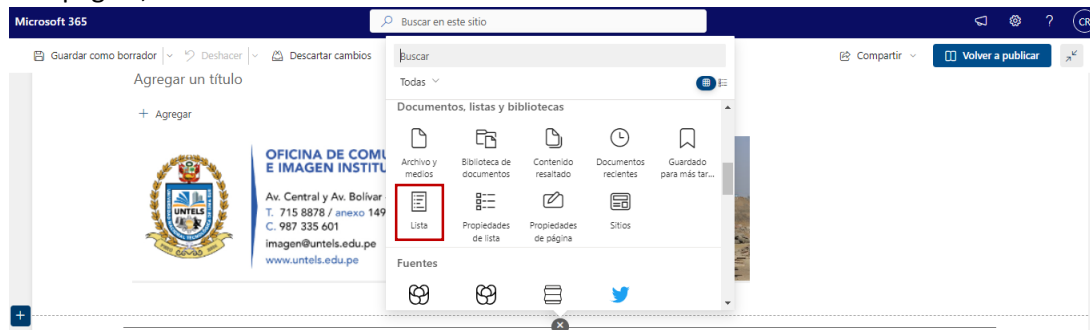 Microsoft 365
Buscar en este sitio
?
CR
Guardar como borrador
Deshacer
Descartar cambios
Compartir
Volver a publicar
Agregar un título
+ Agregar
Buscar
Todas
Documentos, listas y bibliotecas
Archivo y medios
Biblioteca de documentos
Contenido resaltado
Documentos recientes
Guardado para más tar...
Lista
Propiedades de lista
Propiedades de página
Sitios
Fuentes
UNTELS
OFICINA DE COMU
E IMAGEN INSTITU
Av. Central y Av. Bolívar
T. 715 8878 / anexo 149
C. 987 335 601
imagen@untels.edu.pe
www.untels.edu.pe